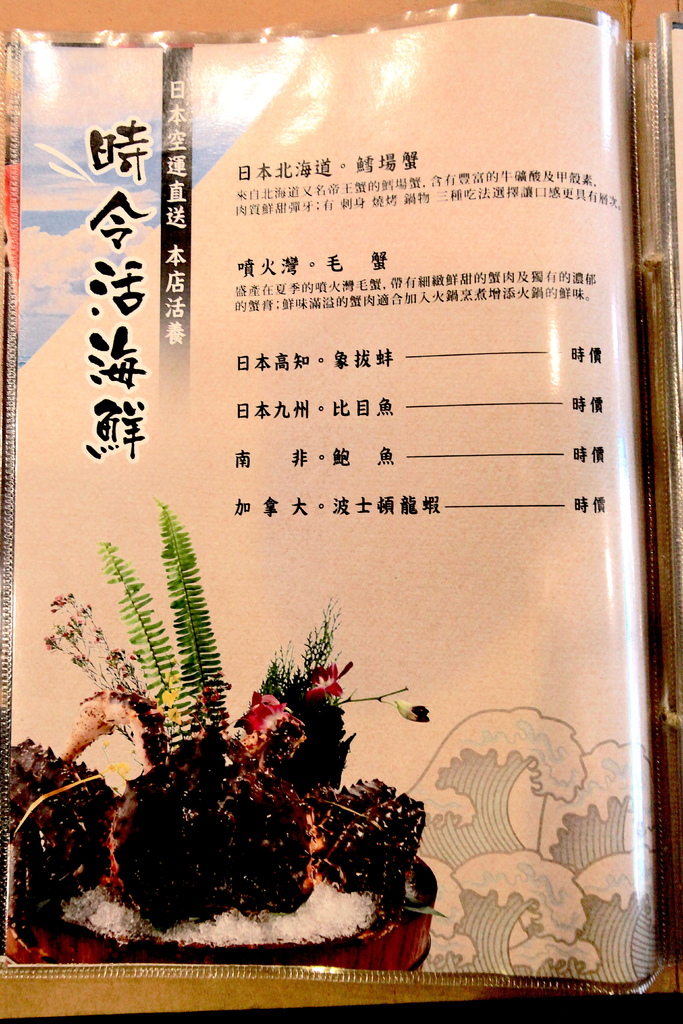 時令活海鮮
日本空運直送 本店活養
日本北海道。鱈場蟹
來自北海道又名帝王蟹的鱈場蟹,含有豐富的牛磺酸及甲殼素,
肉質鮮甜彈牙;有 刺身 燒烤 鍋物 三種吃法選擇讓口感更具有層次。
噴火灣。毛 蟹
盛產在夏季的噴火灣毛蟹,帶有細緻鮮甜的蟹肉及獨有的濃郁
的蟹膏;鮮味滿溢的蟹肉適合加入火鍋烹煮增添火鍋的鮮味。
日本高知。象拔蚌 時價
日本九州。比目魚 時價
南 非。鮑 魚 時價
加拿大。波士頓龍蝦 時價